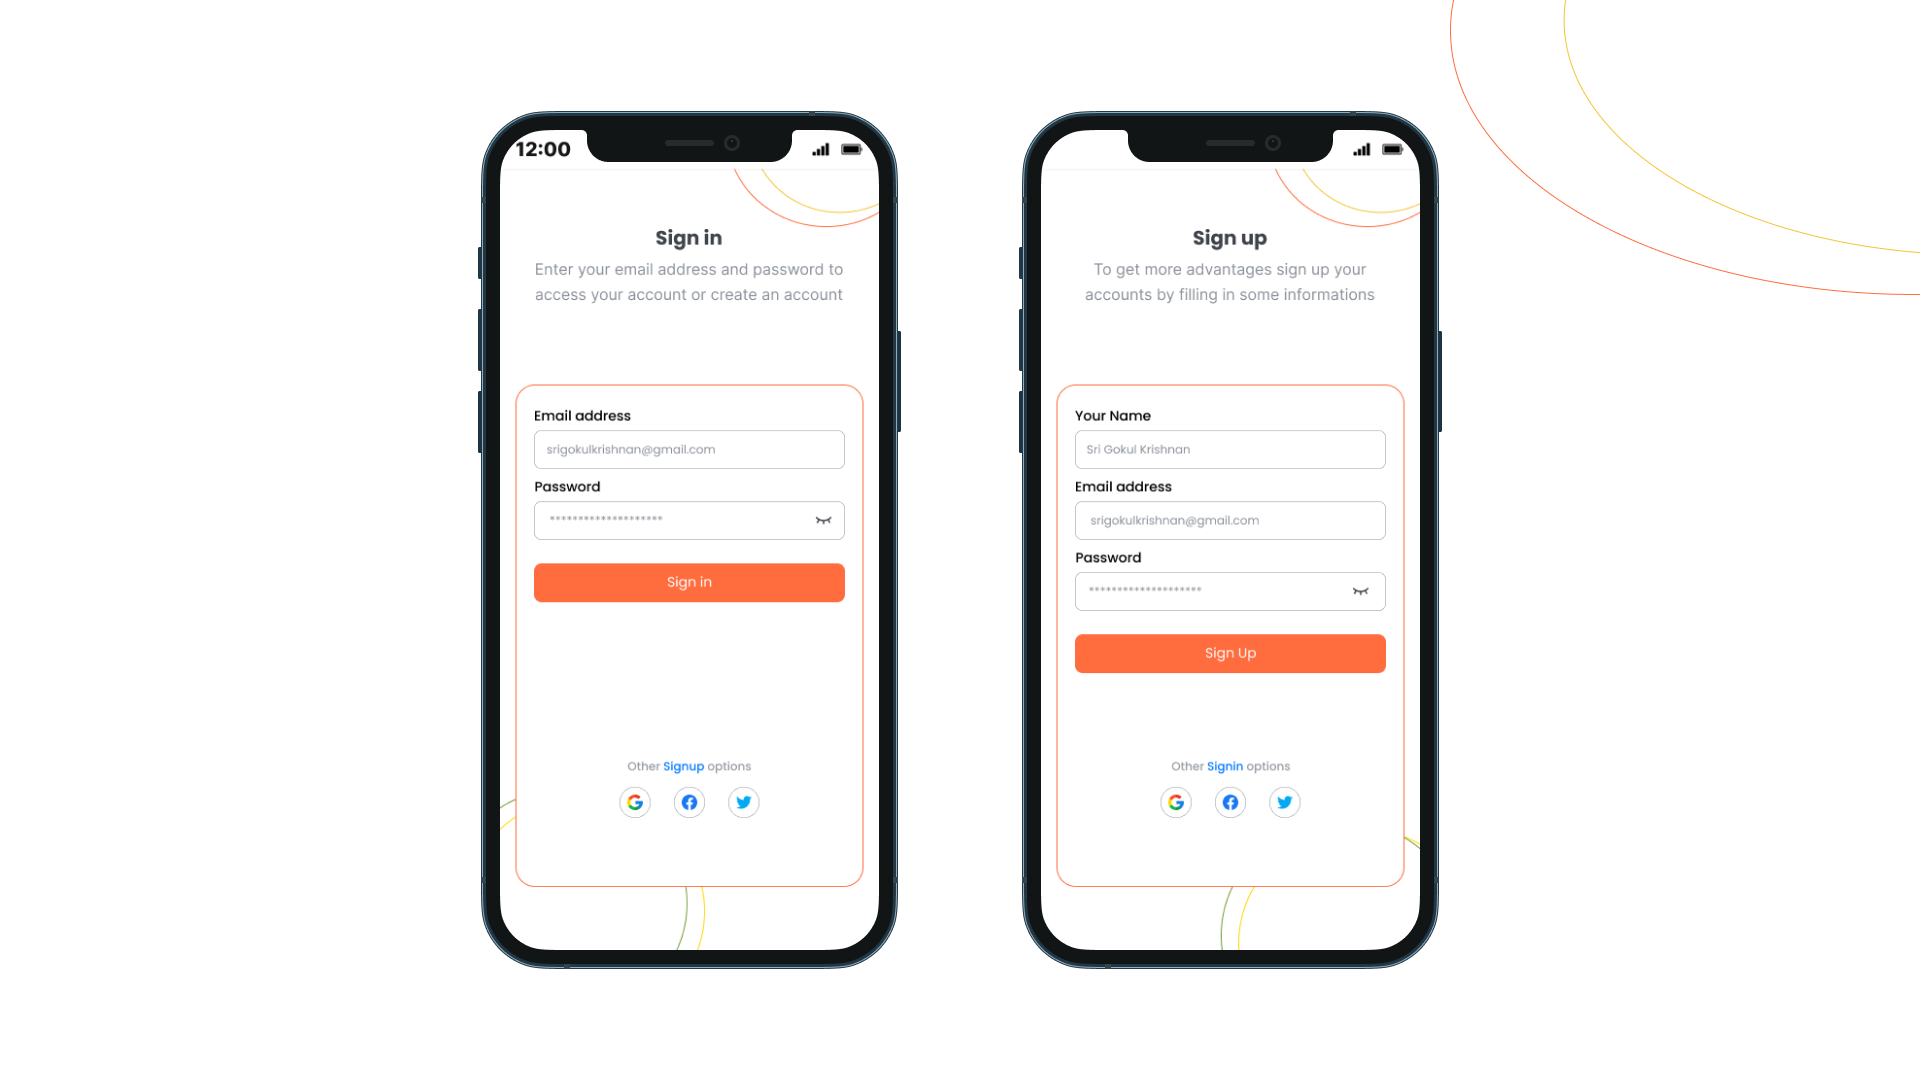 12:00
Sign in
Enter your email address and password to
access your account or create an account
Email address
srigokulkrishnan@gmail.com
Password
********************
Sign in
Other Signup options
Sign up
To get more advantages sign up your
accounts by filling in some informations
Your Name
Sri Gokul Krishnan
Email address
srigokulkrishnan@gmail.com
Password
********************
Sign Up
Other Signin options